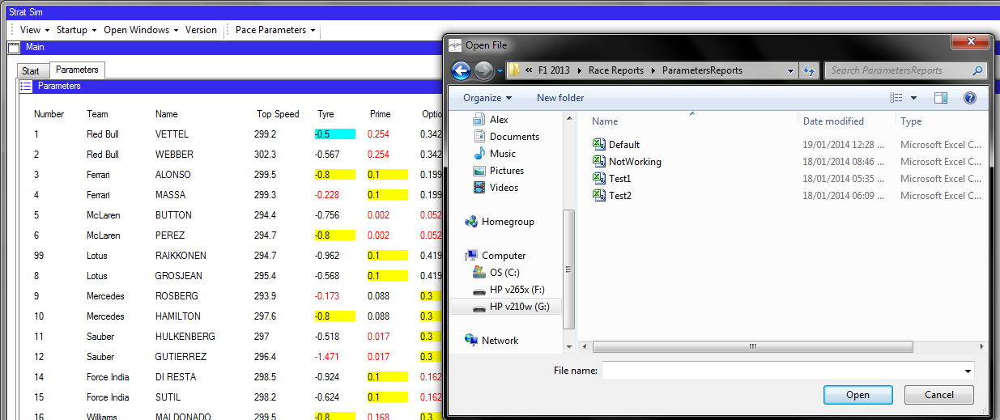 Strat Sim
View Startup Open Windows Version Pace Parameters
Main
Start Parameters
Parameters
Number Team Name Top Speed Tyre Prime Optio
1 Red Bull VETTEL 299.2 -0.5 0.254 0.342
2 Red Bull WEBBER 302.3 -0.567 0.254 0.342
3 Ferrari ALONSO 299.5 -0.8 0.1 0.199
4 Ferrari MASSA 299.3 -0.228 0.1 0.199
5 McLaren BUTTON 294.4 -0.756 0.002 0.052
6 McLaren PEREZ 294.7 -0.8 0.002 0.052
99 Lotus RAIKKONEN 294.7 -0.962 0.1 0.419
8 Lotus GROSJEAN 295.4 -0.568 0.1 0.419
9 Mercedes ROSBERG 293.9 -0.173 0.088 0.3
10 Mercedes HAMILTON 297.6 -0.8 0.088 0.3
11 Sauber HULKENBERG 297 -0.518 0.017 0.3
12 Sauber GUTIERREZ 296.4 -1.471 0.017 0.3
14 Force India DI RESTA 298.5 -0.924 0.1 0.162
15 Force India SUTIL 298.2 -0.624 0.1 0.162
16 Williams MALDONADO 299.5 -0.8 0.168 0.3
Open File
« F1 2013 Race Reports ParametersReports
Search ParametersReports
Organize New folder
Alex
Documents
Music
Pictures
Videos
Homegroup
Computer
OS (C:)
HP v265x (F:)
HP v210w (G:)
Network
Name Date modified Type
Default 19/01/2014 12:28 ... Microsoft Excel C...
NotWorking 18/01/2014 08:46 ... Microsoft Excel C...
Test1 18/01/2014 05:35 ... Microsoft Excel C...
Test2 18/01/2014 06:09 ... Microsoft Excel C...
File name:
Open Cancel